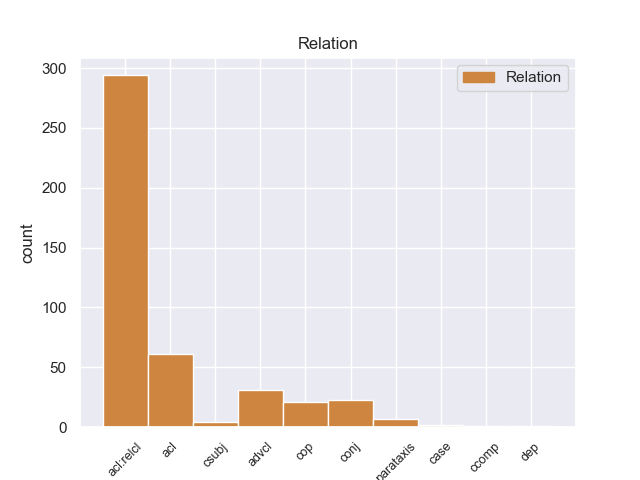 Relation
Relation
count
300
250
200
150
100
50
0
acl:relcl acl csubj advcl cop conj parataxis case ccomp dep